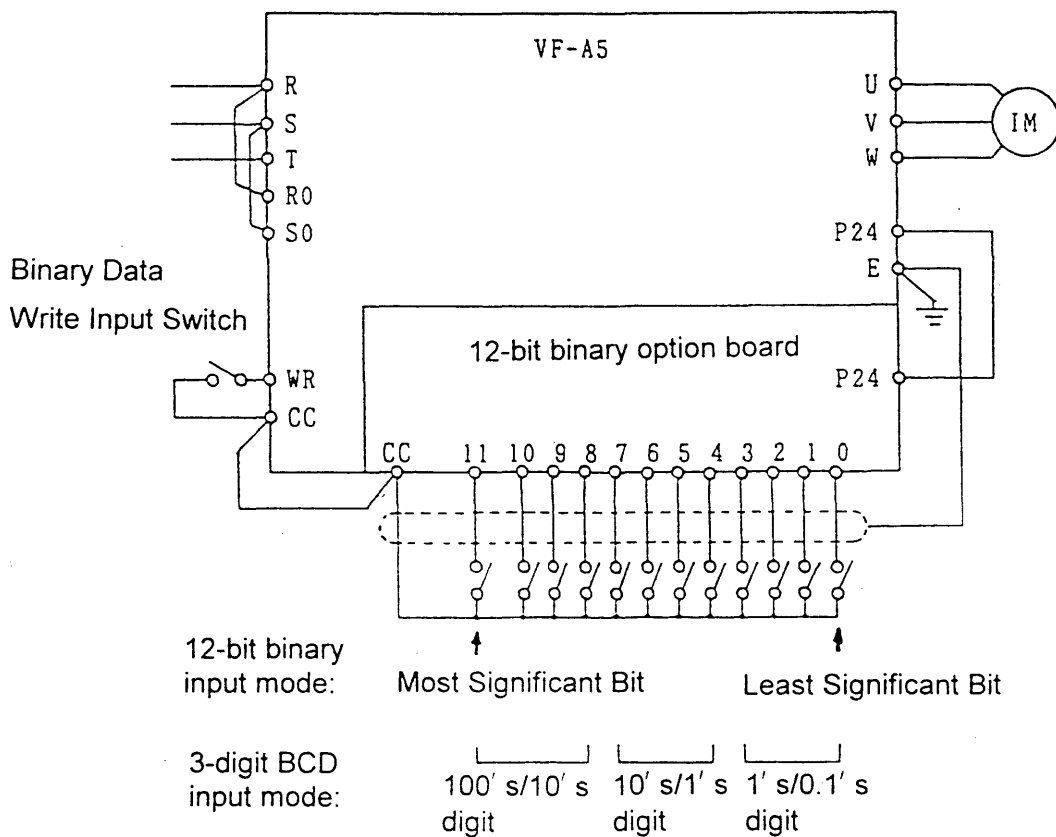 VF-A5
R
S
T
R0
S0
U
V
W
IM
P24
E
Binary Data
Write Input Switch
12-bit binary option board
P24
WR
CC
CC 11 10 9 8 7 6 5 4 3 2 1 0
12-bit binary
input mode:
Most Significant Bit
Least Significant Bit
3-digit BCD
input mode:
100's/10's
digit
10's/1's
digit
1's/0.1's
digit